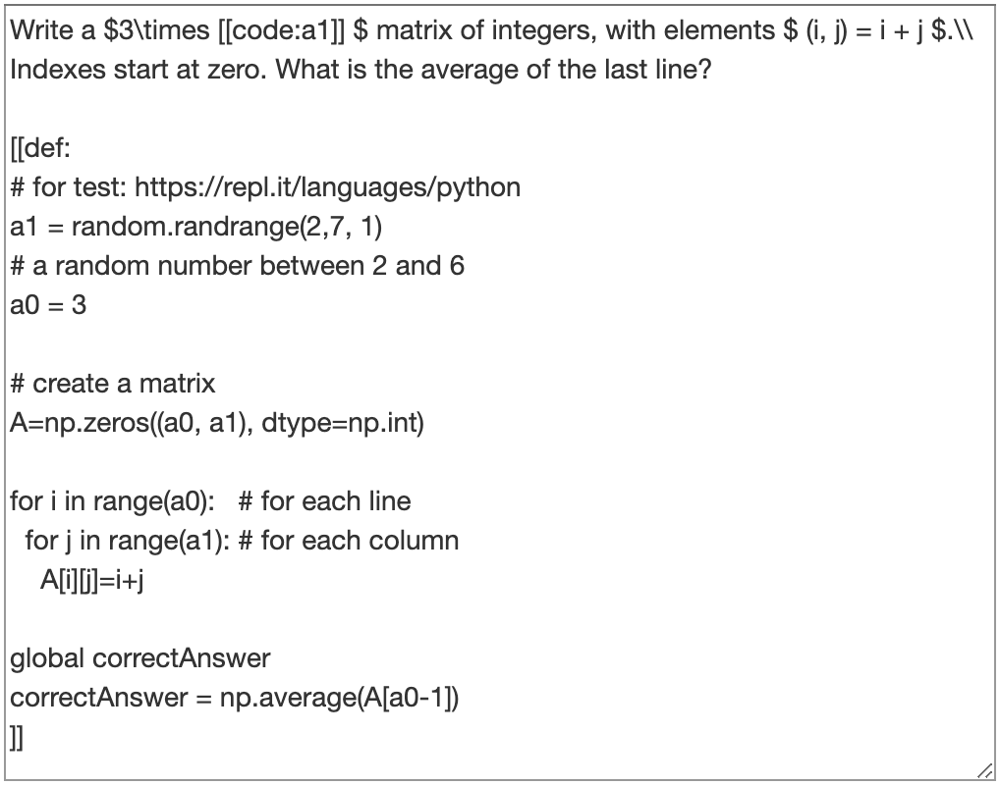 Write a $3\times [[code:a1]] $ matrix of integers, with elements $ (i, j) = i + j $.\\
Indexes start at zero. What is the average of the last line?

[[def:
# for test: https://repl.it/languages/python
a1 = random.randrange(2,7, 1)
# a random number between 2 and 6
a0 = 3

# create a matrix
A=np.zeros((a0, a1), dtype=np.int)

for i in range(a0):   # for each line
  for j in range(a1): # for each column
    A[i][j]=i+j

global correctAnswer
correctAnswer = np.average(A[a0-1])
]]